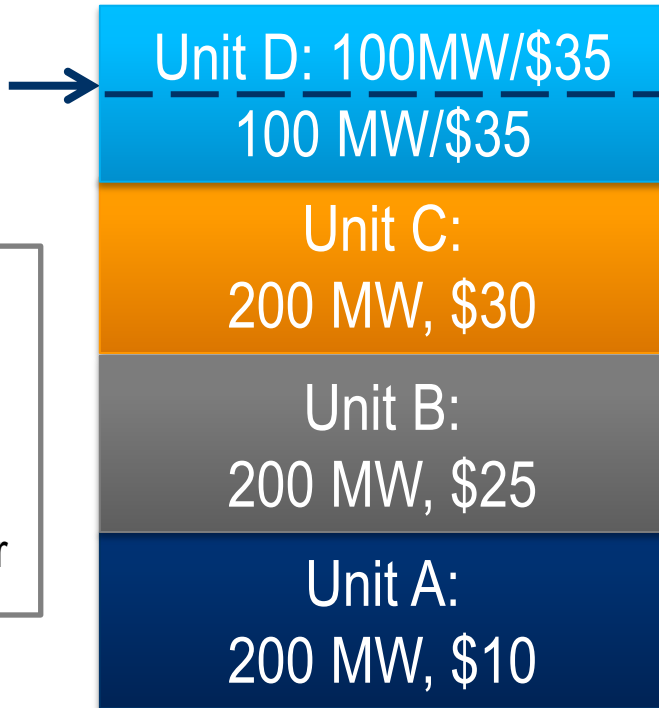 Unit D: 100MW/$35
100 MW/$35
Unit C:
200 MW, $30
Unit B:
200 MW, $25
r
Unit A:
200 MW, $10